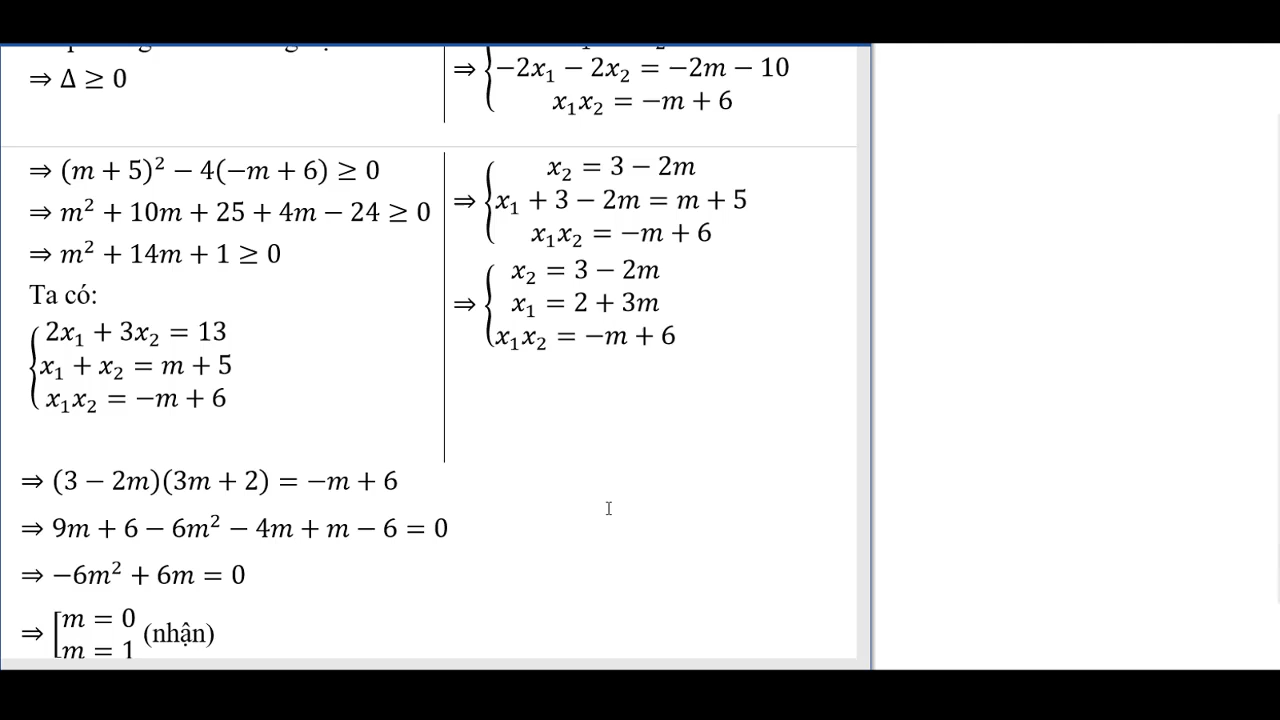 ⇒ Δ ≥ 0
⇒ {−2x₁ − 2x₂ = −2m − 10
x₁x₂ = −m + 6
⇒ (m + 5)² − 4(−m + 6) ≥ 0
⇒ m² + 10m + 25 + 4m − 24 ≥ 0
⇒ m² + 14m + 1 ≥ 0
Ta có:
{2x₁ + 3x₂ = 13
x₁ + x₂ = m + 5
x₁x₂ = −m + 6
⇒ {x₂ = 3 − 2m
x₁ + 3 − 2m = m + 5
x₁x₂ = −m + 6
⇒ {x₂ = 3 − 2m
x₁ = 2 + 3m
x₁x₂ = −m + 6
⇒ (3 − 2m)(3m + 2) = −m + 6
⇒ 9m + 6 − 6m² − 4m + m − 6 = 0
⇒ −6m² + 6m = 0
⇒ [m = 0
m = 1 (nhận)